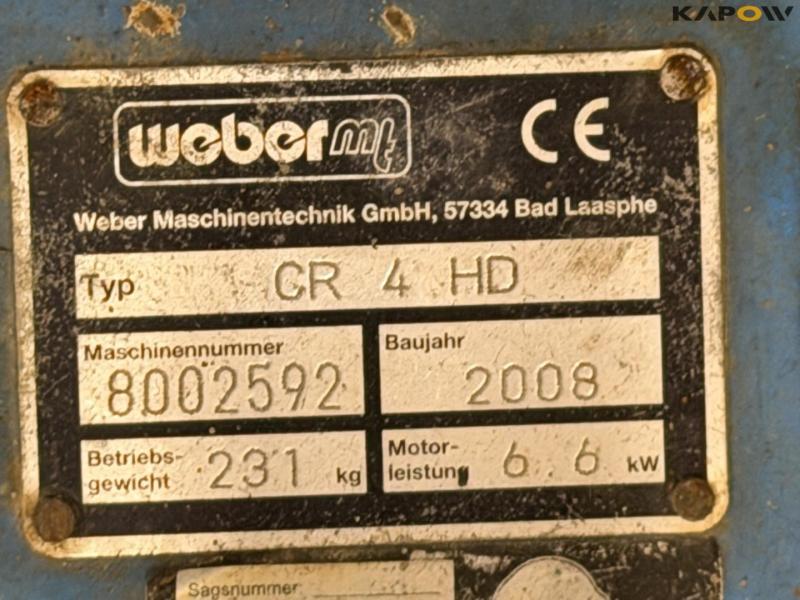 KAPOW
weber mt CE
Weber Maschinentechnik GmbH, 57334 Bad Laasphe
Typ CR 4 HD
Maschinennummer
8002592
Baujahr
2008
Betriebs-
gewicht 231 kg
Motor-
leistung 6.6 kW
Sagsnummer: